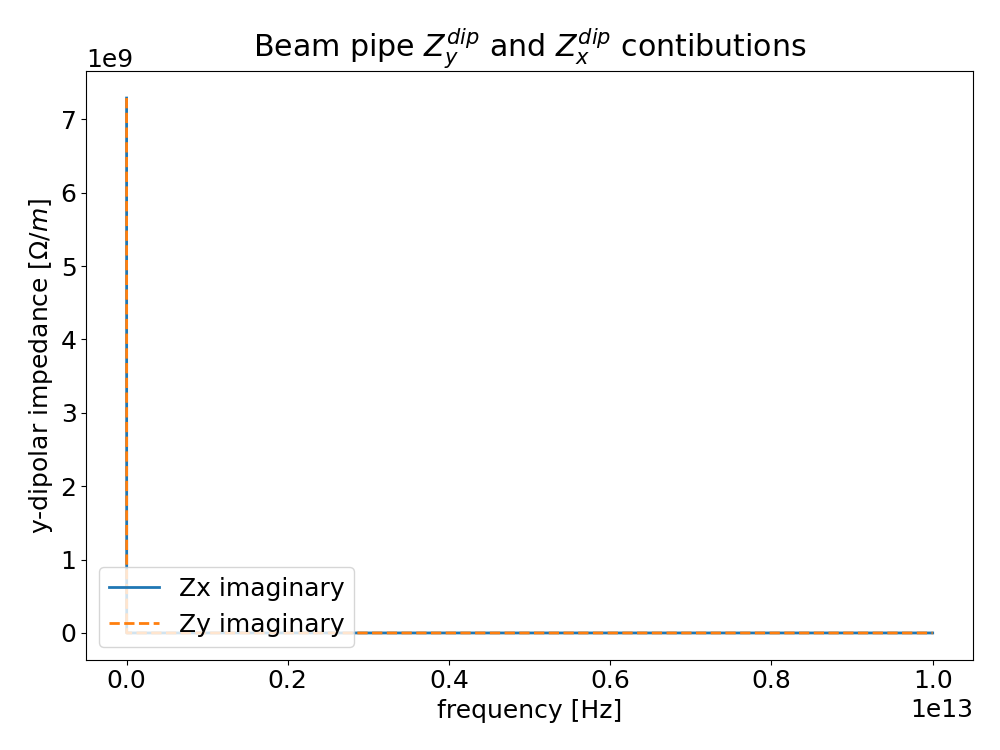 Beam pipe $Z_y^{dip}$ and $Z_x^{dip}$ contibutions
1e9
7
6
5
4
3
2
1
0
y-dipolar impedance [Ω/m]
Zx imaginary
Zy imaginary
0.0 0.2 0.4 0.6 0.8 1.0
frequency [Hz]
1e13